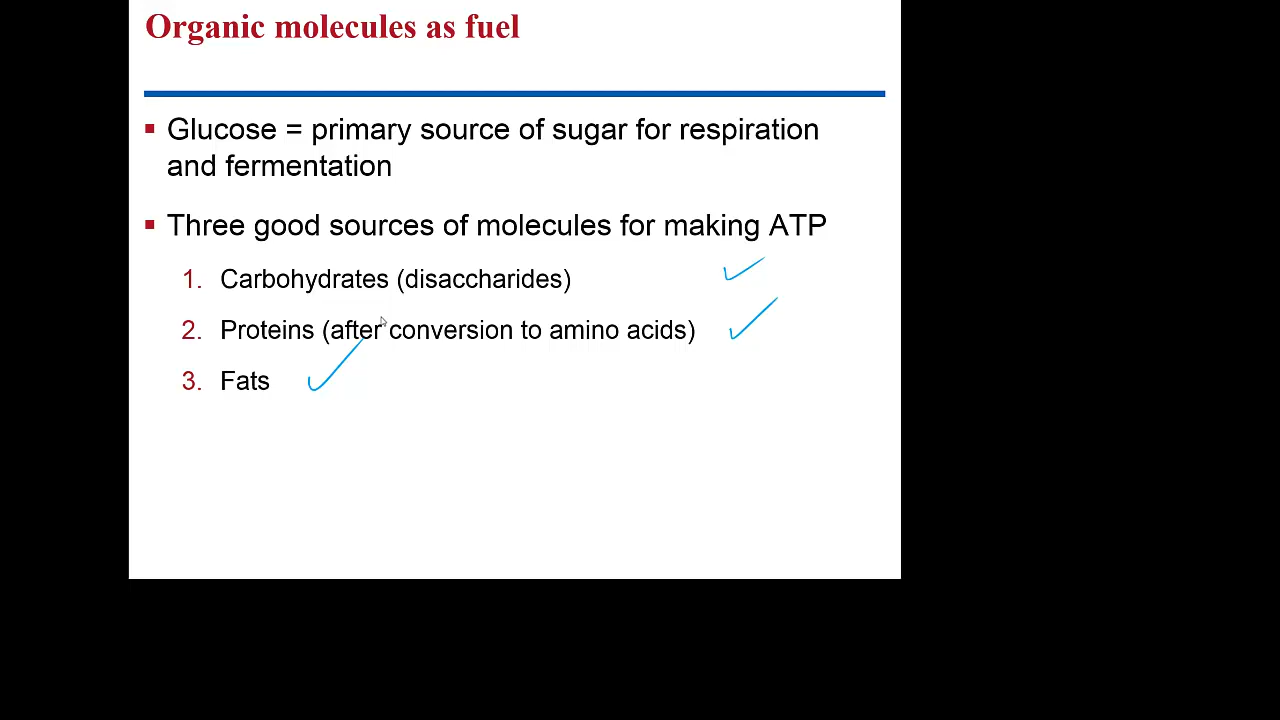 Organic molecules as fuel
Glucose = primary source of sugar for respiration
and fermentation
Three good sources of molecules for making ATP
1. Carbohydrates (disaccharides)
2. Proteins (after conversion to amino acids)
3. Fats